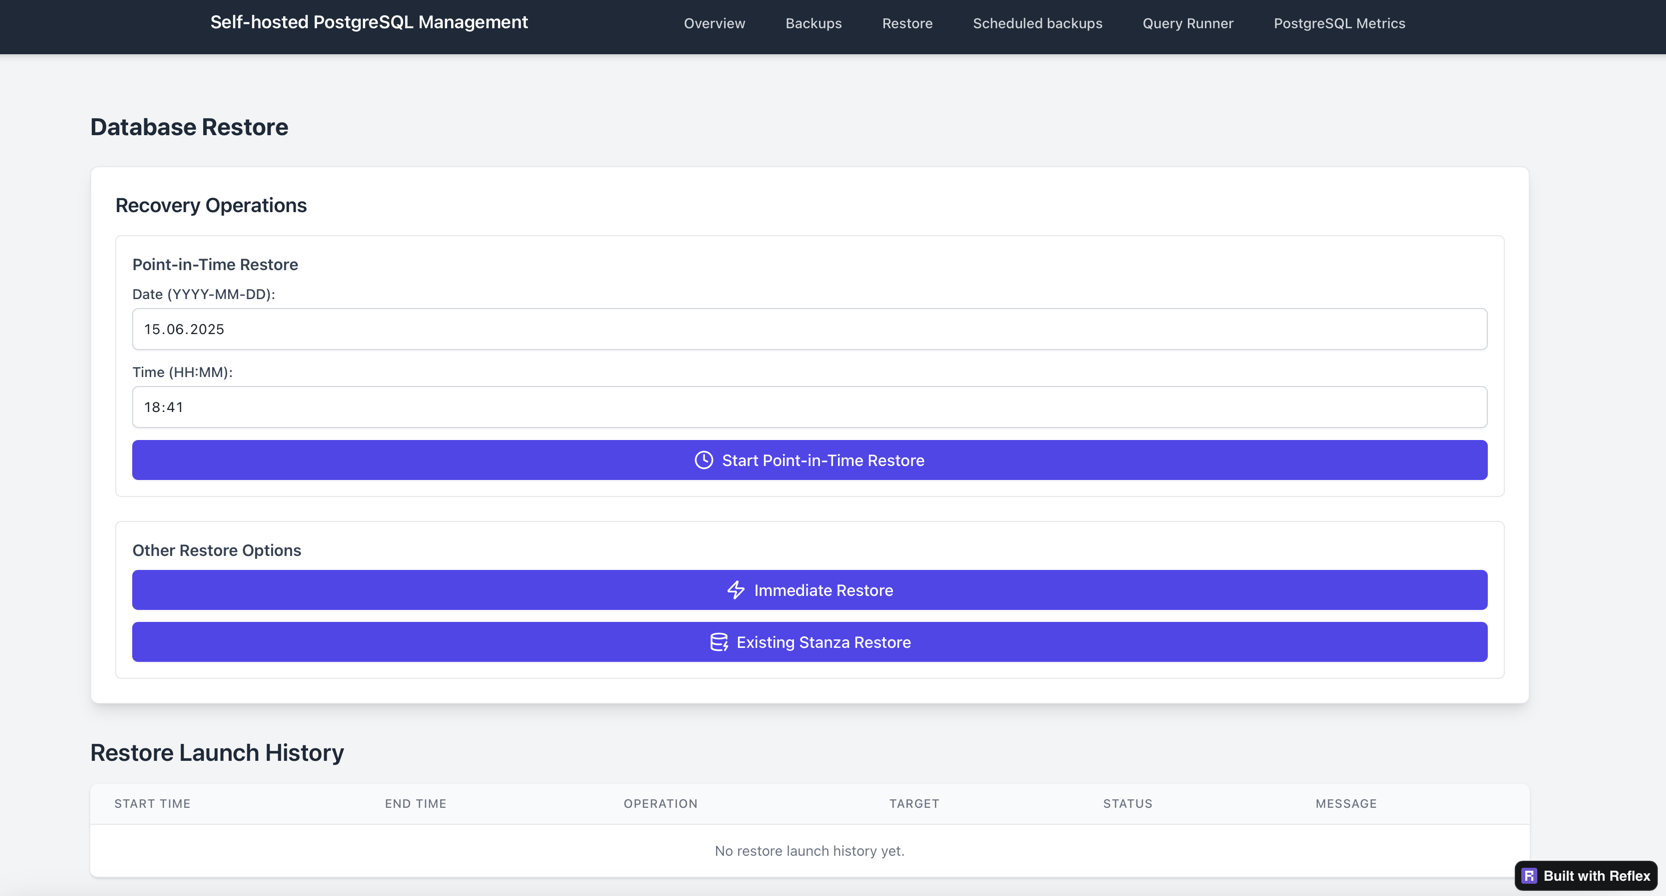 Self-hosted PostgreSQL Management
Overview
Backups
Restore
Scheduled backups
Query Runner
PostgreSQL Metrics
Database Restore
Recovery Operations
Point-in-Time Restore
Date (YYYY-MM-DD):
15.06.2025
Time (HH:MM):
18:41
Start Point-in-Time Restore
Other Restore Options
Immediate Restore
Existing Stanza Restore
Restore Launch History
START TIME
END TIME
OPERATION
TARGET
STATUS
MESSAGE
No restore launch history yet.
Built with Reflex